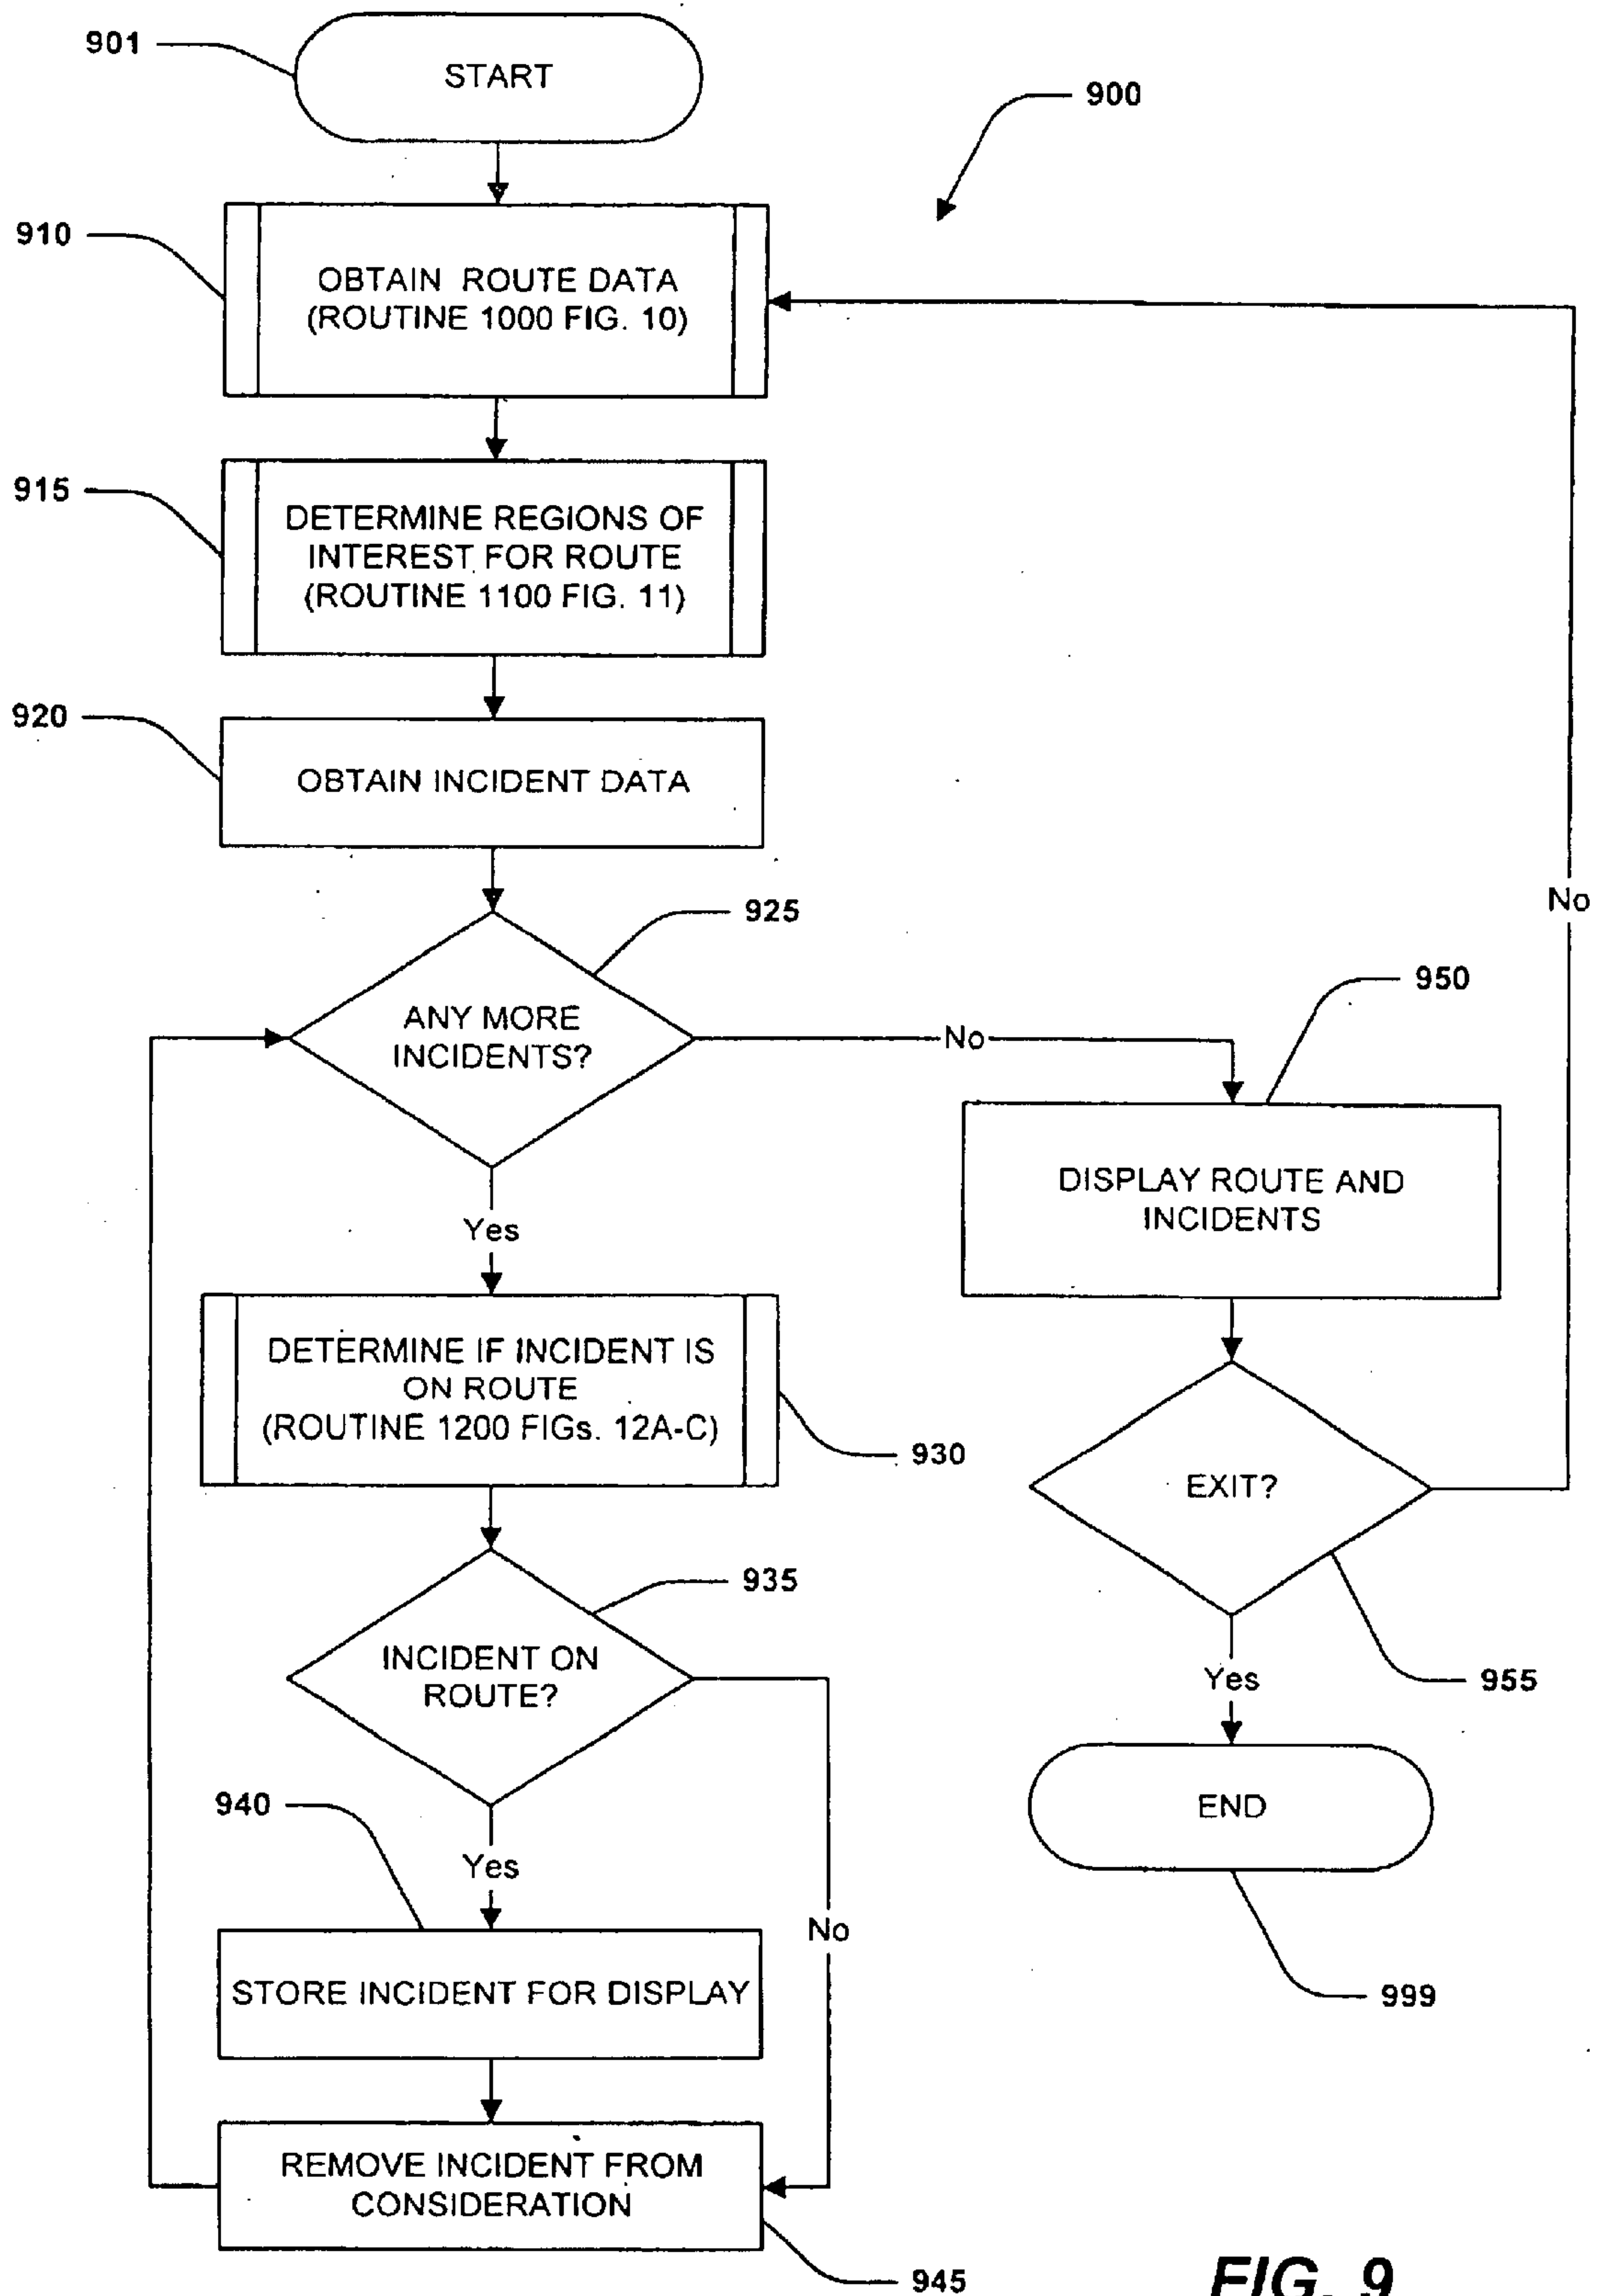 901
START
900
910
OBTAIN ROUTE DATA
(ROUTINE 1000 FIG. 10)
915
DETERMINE REGIONS OF
INTEREST FOR ROUTE
(ROUTINE 1100 FIG. 11)
920
OBTAIN INCIDENT DATA
925
ANY MORE
INCIDENTS?
No
No
950
DISPLAY ROUTE AND
INCIDENTS
Yes
DETERMINE IF INCIDENT IS
ON ROUTE
(ROUTINE 1200 FIGs. 12A-C)
930
EXIT?
935
INCIDENT ON
ROUTE?
Yes
955
END
999
940
Yes
No
STORE INCIDENT FOR DISPLAY
REMOVE INCIDENT FROM
CONSIDERATION
945
FIG. 9